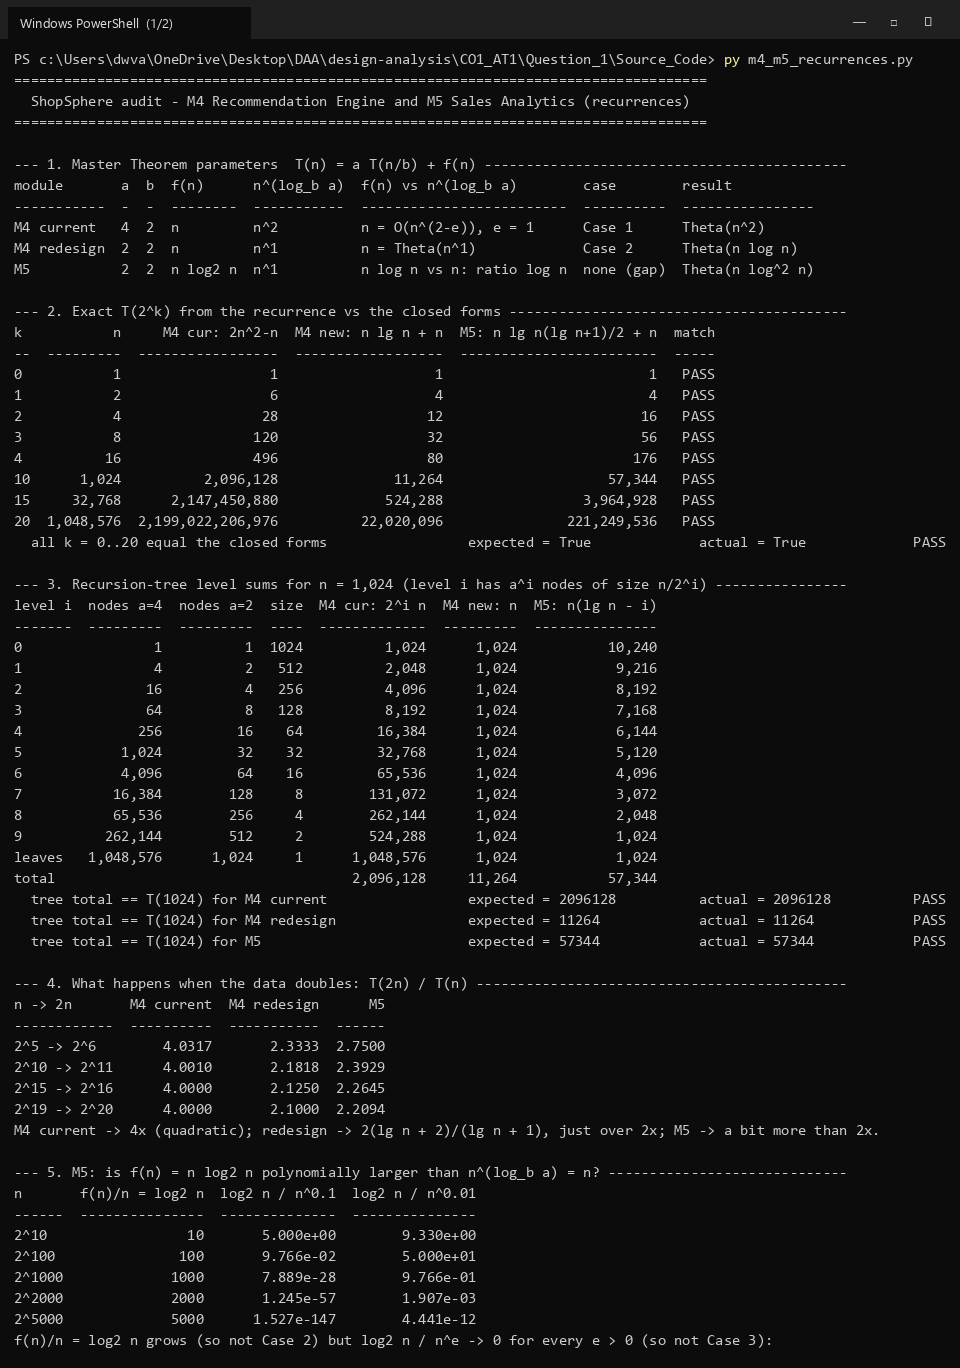 Windows PowerShell (1/2)
PS c:\Users\dwva\OneDrive\Desktop\DAA\design-analysis\CO1_AT1\Question_1\Source_Code> py m4_m5_recurrences.py
====================================================================================
  ShopSphere audit - M4 Recommendation Engine and M5 Sales Analytics (recurrences)
====================================================================================
--- 1. Master Theorem parameters  T(n) = a T(n/b) + f(n) --------------------------------------------
module       a  b  f(n)      n^(log_b a)  f(n) vs n^(log_b a)        case        result
-----------  -  -  --------  -----------  -------------------------  ----------  ----------------
M4 current   4  2  n         n^2          n = O(n^(2-e)), e = 1      Case 1      Theta(n^2)
M4 redesign  2  2  n         n^1          n = Theta(n^1)             Case 2      Theta(n log n)
M5           2  2  n log2 n  n^1          n log n vs n: ratio log n  none (gap)  Theta(n log^2 n)
--- 2. Exact T(2^k) from the recurrence vs the closed forms -----------------------------------------
k           n     M4 cur: 2n^2-n  M4 new: n lg n + n  M5: n lg n(lg n+1)/2 + n  match
--  ---------  -----------------  ------------------  ------------------------  -----
0           1                  1                   1                         1   PASS
1           2                  6                   4                         4   PASS
2           4                 28                  12                        16   PASS
3           8                120                  32                        56   PASS
4          16                496                  80                       176   PASS
10      1,024          2,096,128              11,264                    57,344   PASS
15     32,768      2,147,450,880             524,288                 3,964,928   PASS
20  1,048,576  2,199,022,206,976          22,020,096               221,249,536   PASS
  all k = 0..20 equal the closed forms                 expected = True             actual = True             PASS
--- 3. Recursion-tree level sums for n = 1,024 (level i has a^i nodes of size n/2^i) ----------------
level i  nodes a=4  nodes a=2  size  M4 cur: 2^i n  M4 new: n  M5: n(lg n - i)
-------  ---------  ---------  ----  -------------  ---------  ---------------
0                1          1  1024          1,024      1,024           10,240
1                4          2   512          2,048      1,024            9,216
2               16          4   256          4,096      1,024            8,192
3               64          8   128          8,192      1,024            7,168
4              256         16    64         16,384      1,024            6,144
5            1,024         32    32         32,768      1,024            5,120
6            4,096         64    16         65,536      1,024            4,096
7           16,384        128     8        131,072      1,024            3,072
8           65,536        256     4        262,144      1,024            2,048
9          262,144        512     2        524,288      1,024            1,024
leaves   1,048,576      1,024     1      1,048,576      1,024            1,024
total                                    2,096,128     11,264           57,344
  tree total == T(1024) for M4 current                 expected = 2096128          actual = 2096128          PASS
  tree total == T(1024) for M4 redesign                expected = 11264            actual = 11264            PASS
  tree total == T(1024) for M5                         expected = 57344            actual = 57344            PASS
--- 4. What happens when the data doubles: T(2n) / T(n) ---------------------------------------------
n -> 2n       M4 current  M4 redesign      M5
------------  ----------  -----------  ------
2^5 -> 2^6        4.0317       2.3333  2.7500
2^10 -> 2^11      4.0010       2.1818  2.3929
2^15 -> 2^16      4.0000       2.1250  2.2645
2^19 -> 2^20      4.0000       2.1000  2.2094
M4 current -> 4x (quadratic); redesign -> 2(lg n + 2)/(lg n + 1), just over 2x; M5 -> a bit more than 2x.
--- 5. M5: is f(n) = n log2 n polynomially larger than n^(log_b a) = n? -----------------------------
n       f(n)/n = log2 n  log2 n / n^0.1  log2 n / n^0.01
------  ---------------  --------------  ---------------
2^10                 10       5.000e+00        9.330e+00
2^100               100       9.766e-02        5.000e+01
2^1000             1000       7.889e-28        9.766e-01
2^2000             2000       1.245e-57        1.907e-03
2^5000             5000      1.527e-147        4.441e-12
f(n)/n = log2 n grows (so not Case 2) but log2 n / n^e -> 0 for every e > 0 (so not Case 3):